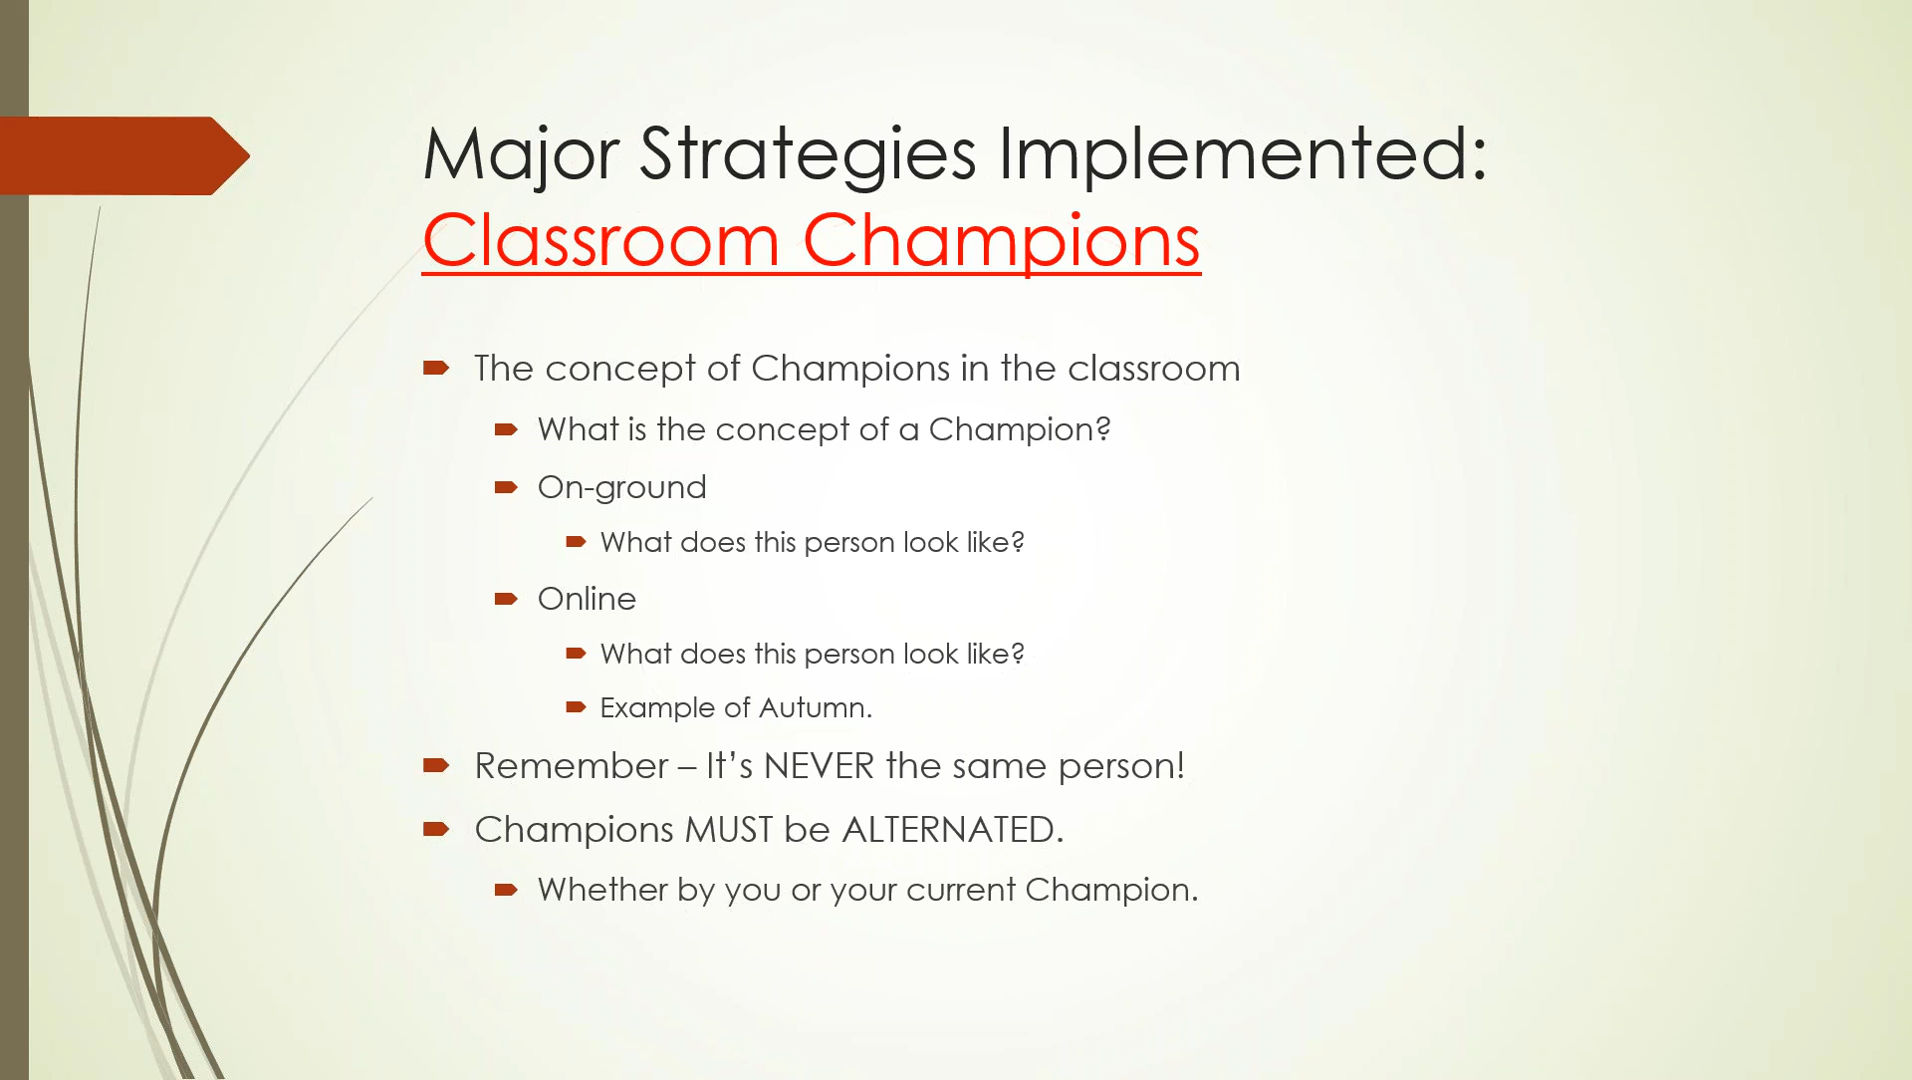 Major Strategies Implemented:
Classroom Champions
The concept of Champions in the classroom
What is the concept of a Champion?
On-ground
What does this person look like?
Online
What does this person look like?
Example of Autumn.
Remember – It’s NEVER the same person!
Champions MUST be ALTERNATED.
Whether by you or your current Champion.